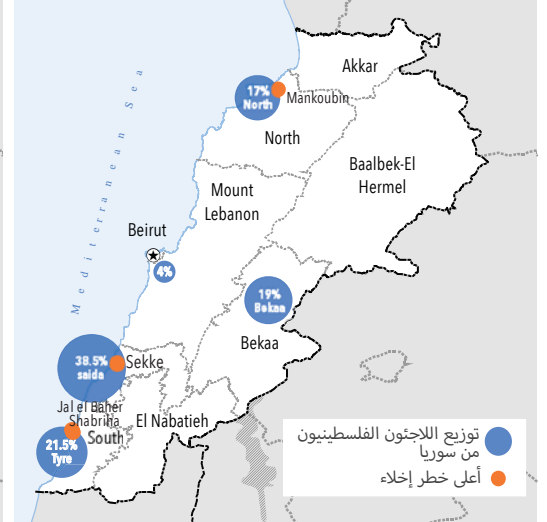 Akkar
17%
North
Mankoubin
North
Baalbek-El
Hermel
Mount
Lebanon
Mediterranean Sea
Beirut
4%
19%
Bekaa
Bekaa
38.5%
saida
Sekke
Jal el Baher
Shabriha
South
El Nabatieh
21.5%
Tyre
توزيع اللاجئون الفلسطينيون
من سوريا
أعلى خطر إخلاء